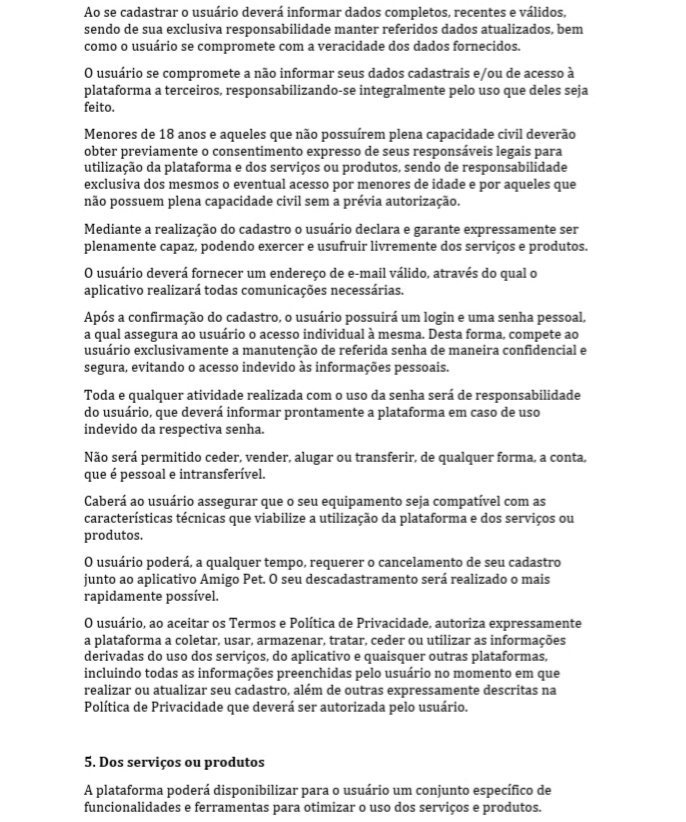 Ao se cadastrar o usuário deverá informar dados completos, recentes e válidos,
sendo de sua exclusiva responsabilidade manter referidos dados atualizados, bem
como o usuário se compromete com a veracidade dos dados fornecidos.
O usuário se compromete a não informar seus dados cadastrais e/ou de acesso à
plataforma a terceiros, responsabilizando-se integralmente pelo uso que deles seja
feito.
Menores de 18 anos e aqueles que não possuírem plena capacidade civil deverão
obter previamente o consentimento expresso de seus responsáveis legais para
utilização da plataforma e dos serviços ou produtos, sendo de responsabilidade
exclusiva dos mesmos o eventual acesso por menores de idade e por aqueles que
não possuem plena capacidade civil sem a prévia autorização.
Mediante a realização do cadastro o usuário declara e garante expressamente ser
plenamente capaz, podendo exercer e usufruir livremente dos serviços e produtos.
O usuário deverá fornecer um endereço de e-mail válido, através do qual o
aplicativo realizará todas comunicações necessárias.
Após a confirmação do cadastro, o usuário possuirá um login e uma senha pessoal,
a qual assegura ao usuário o acesso individual à mesma. Desta forma, compete ao
usuário exclusivamente a manutenção de referida senha de maneira confidencial e
segura, evitando o acesso indevido às informações pessoais.
Toda e qualquer atividade realizada com o uso da senha será de responsabilidade
do usuário, que deverá informar prontamente a plataforma em caso de uso
indevido da respectiva senha.
Não será permitido ceder, vender, alugar ou transferir, de qualquer forma, a conta,
que é pessoal e intransferível.
Caberá ao usuário assegurar que o seu equipamento seja compatível com as
características técnicas que viabilize a utilização da plataforma e dos serviços ou
produtos.
O usuário poderá, a qualquer tempo, requerer o cancelamento de seu cadastro
junto ao aplicativo Amigo Pet. O seu descadastramento será realizado o mais
rapidamente possível.
O usuário, ao aceitar os Termos e Política de Privacidade, autoriza expressamente
a plataforma a coletar, usar, armazenar, tratar, ceder ou utilizar as informações
derivadas do uso dos serviços, do aplicativo e quaisquer outras plataformas,
incluindo todas as informações preenchidas pelo usuário no momento em que
realizar ou atualizar seu cadastro, além de outras expressamente descritas na
Política de Privacidade que deverá ser autorizada pelo usuário.
5. Dos serviços ou produtos
A plataforma poderá disponibilizar para o usuário um conjunto específico de
funcionalidades e ferramentas para otimizar o uso dos serviços e produtos.